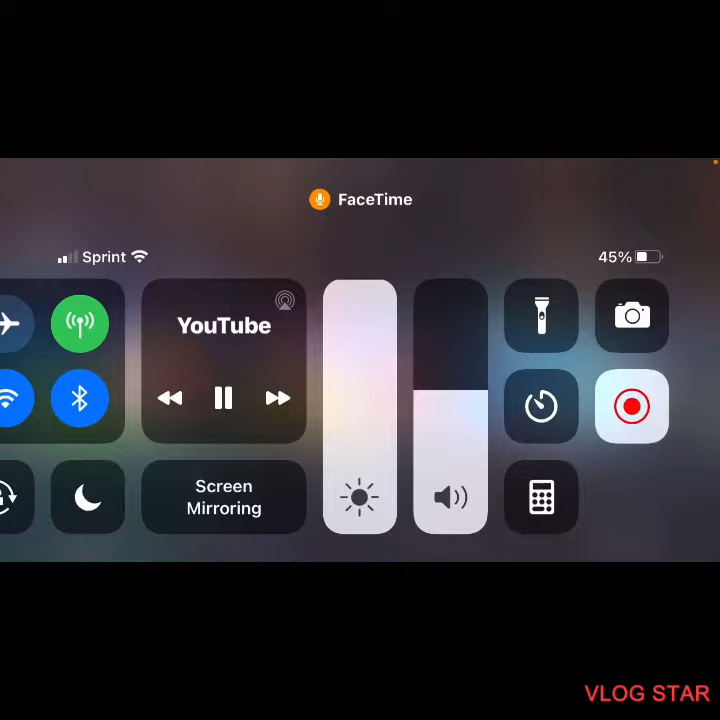 FaceTime
Sprint
45%
YouTube
Screen
Mirroring
VLOG STAR